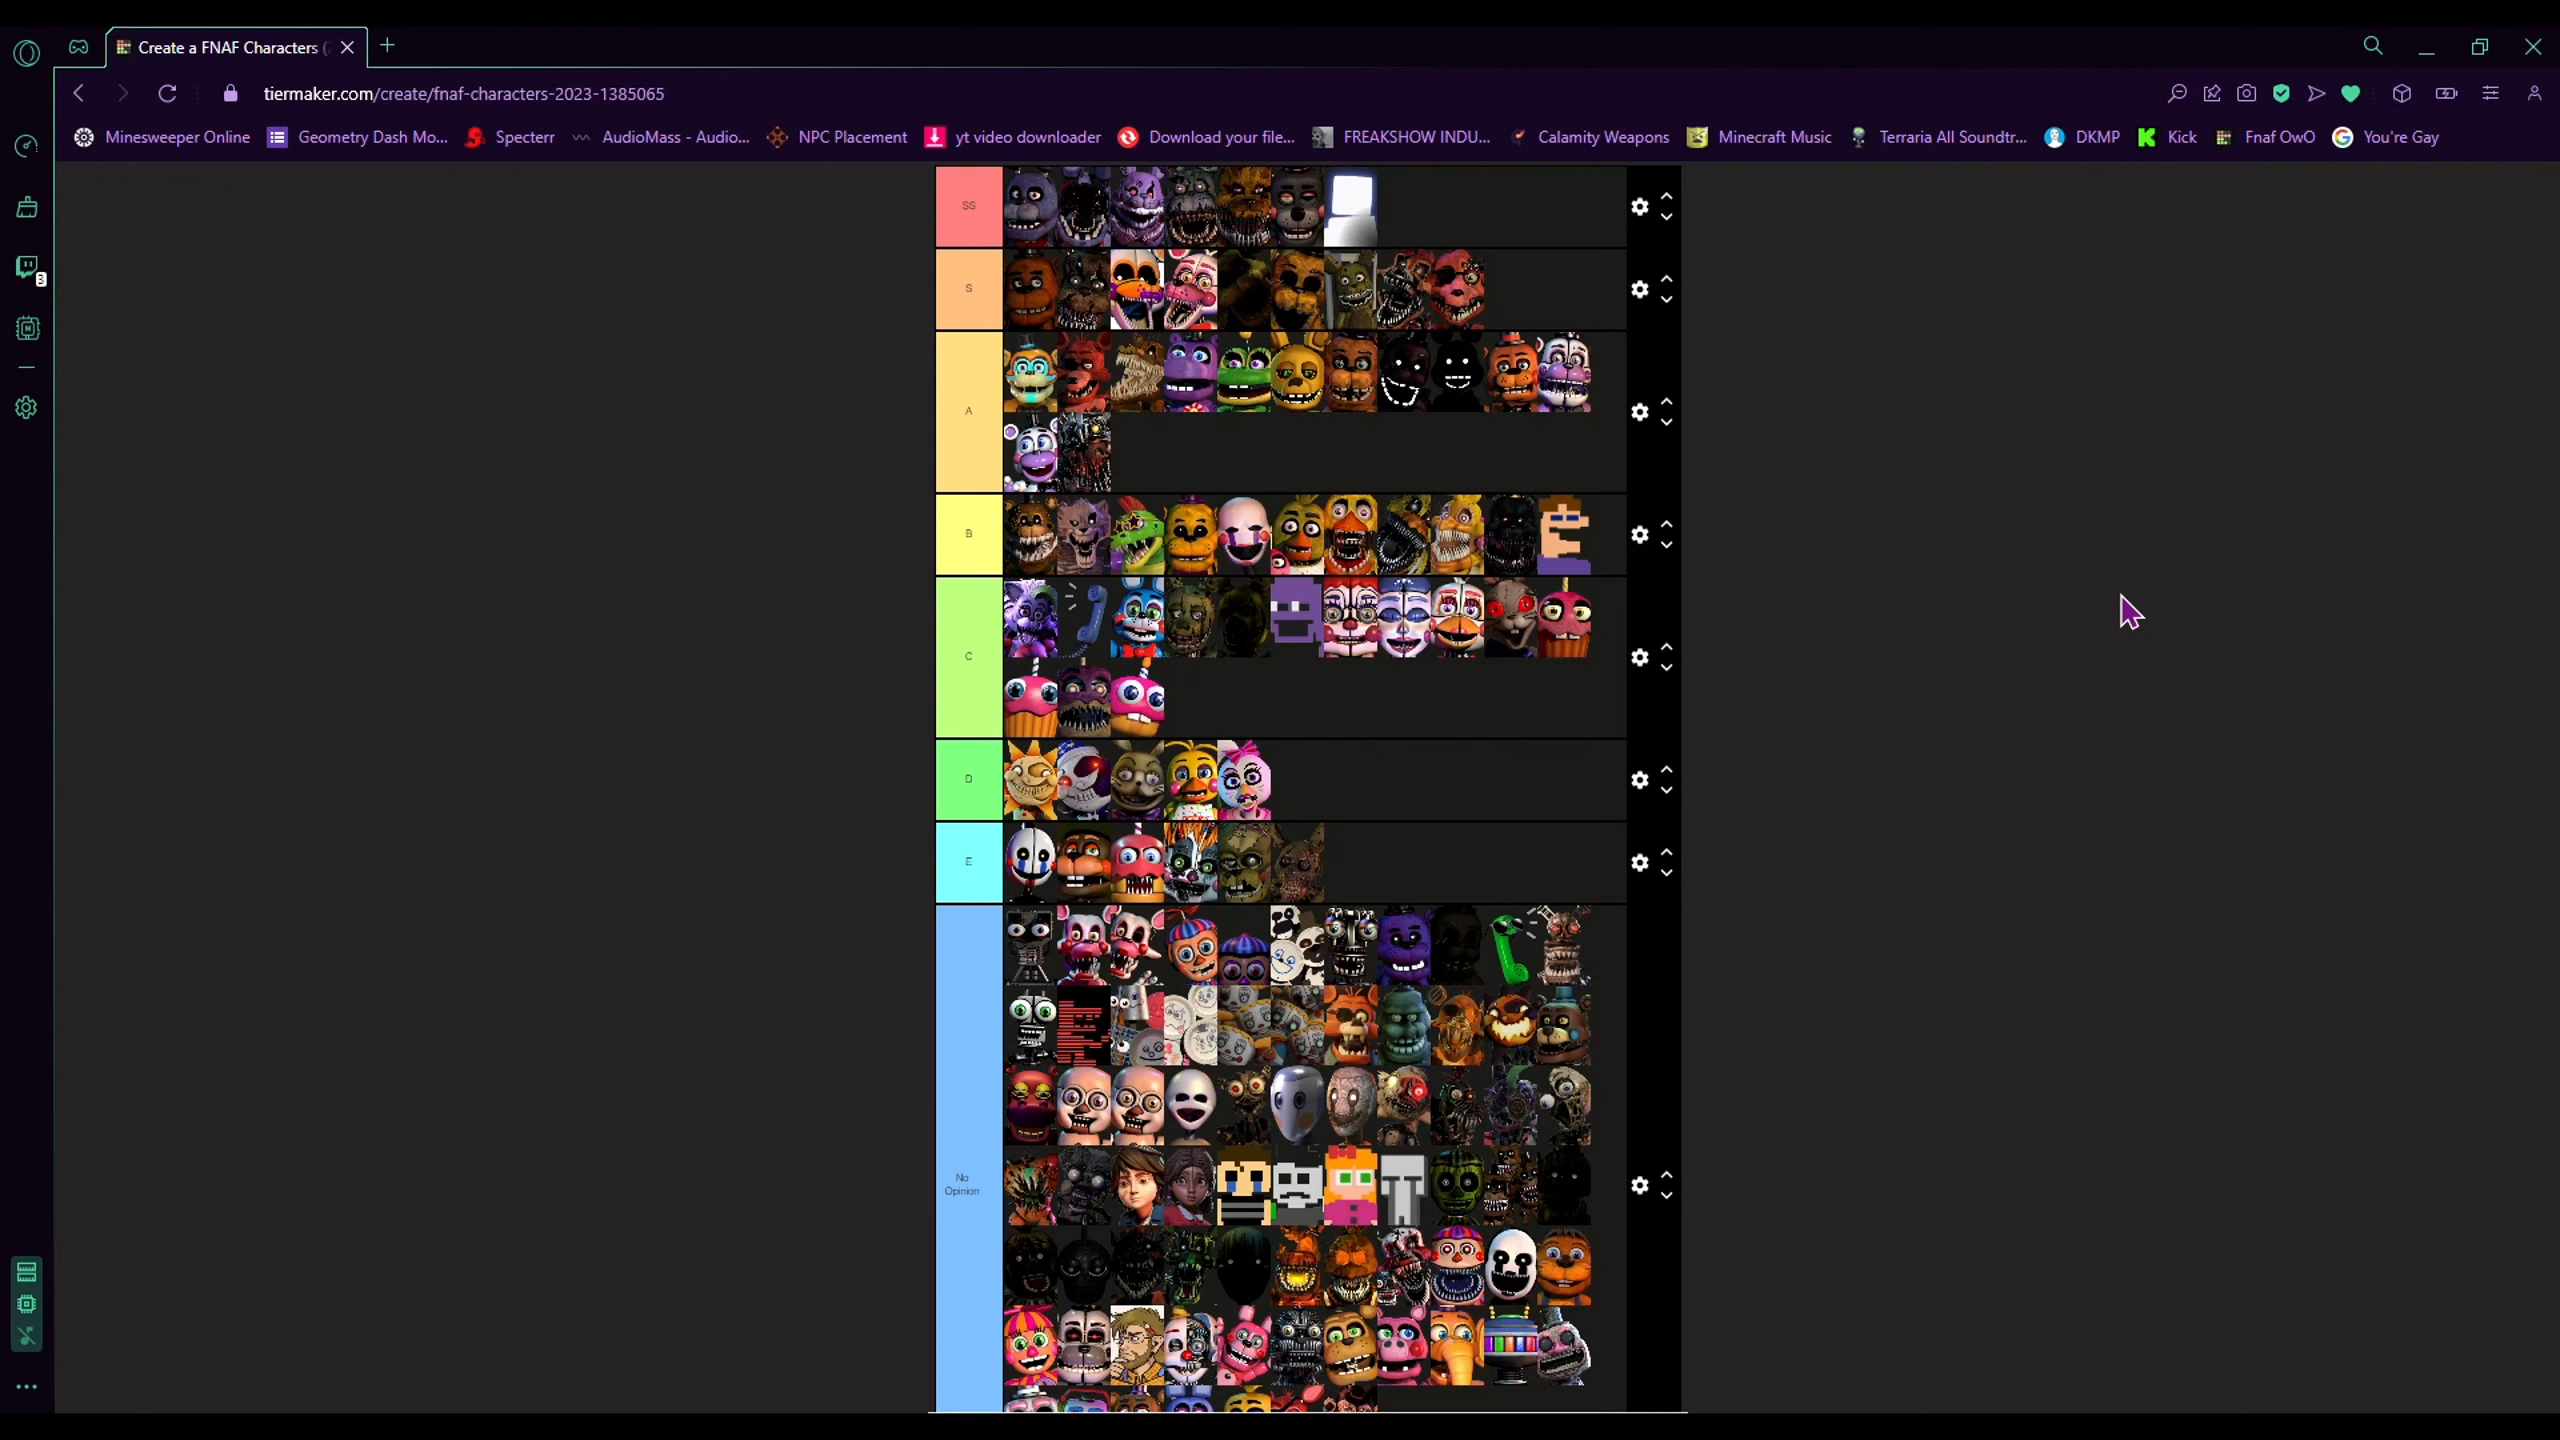 Create a FNAF Characters (
tiermaker.com/create/fnaf-characters-2023-1385065
Minesweeper Online Geometry Dash Mo... Specterr AudioMass - Audio... NPC Placement yt video downloader Download your file... FREAKSHOW INDU... Calamity Weapons Minecraft Music Terraria All Soundtr... DKMP Kick Fnaf OwO You're Gay
3
SS
S
A
B
C
D
E
No
Opinion